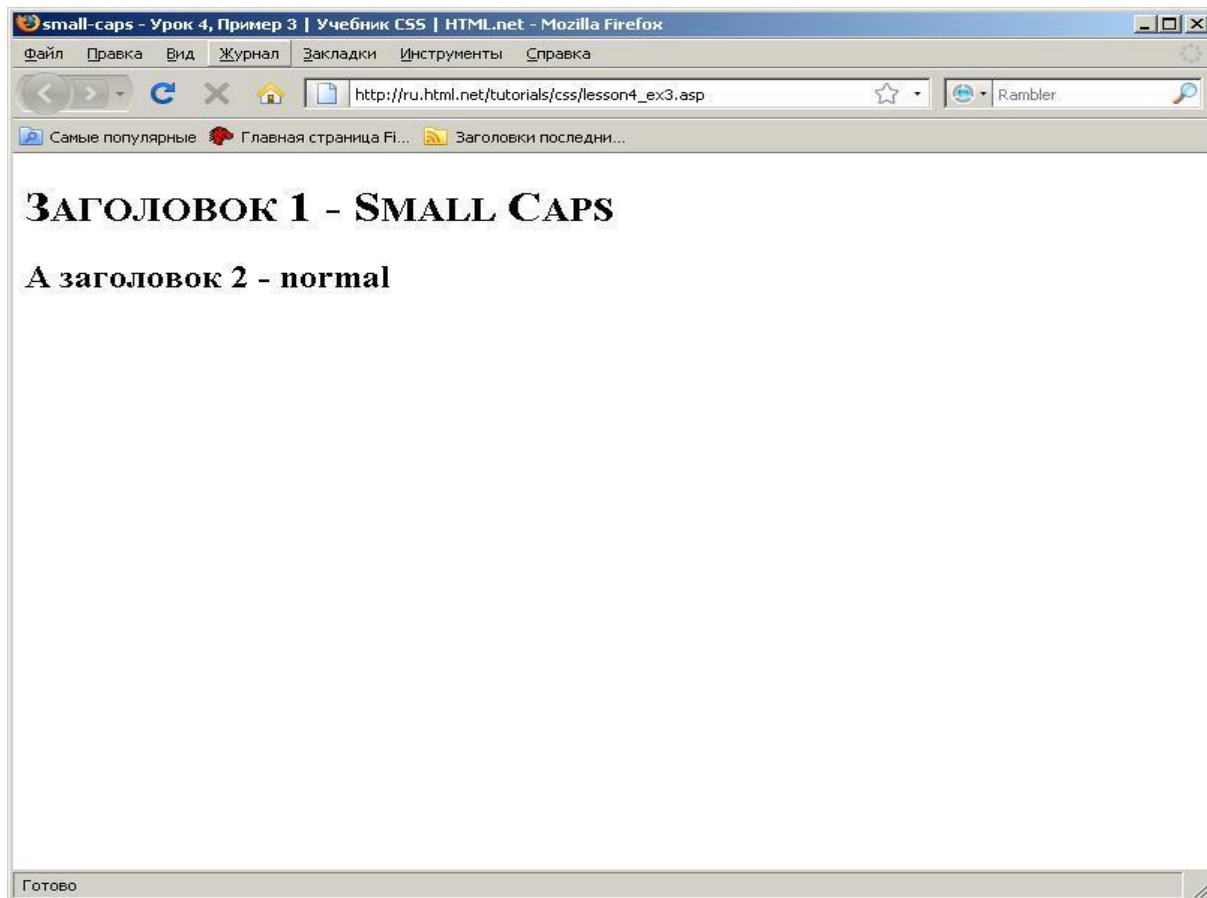 small-caps - Урок 4, Пример 3 | Учебник CSS | HTML.net - Mozilla Firefox
Файл Правка Вид Журнал Закладки Инструменты Справка
http://ru.html.net/tutorials/css/lesson4_ex3.asp Rambler
Самые популярные Главная страница Fi... Заголовки последни...
Заголовок 1 - Small Caps
А заголовок 2 - normal
Готово